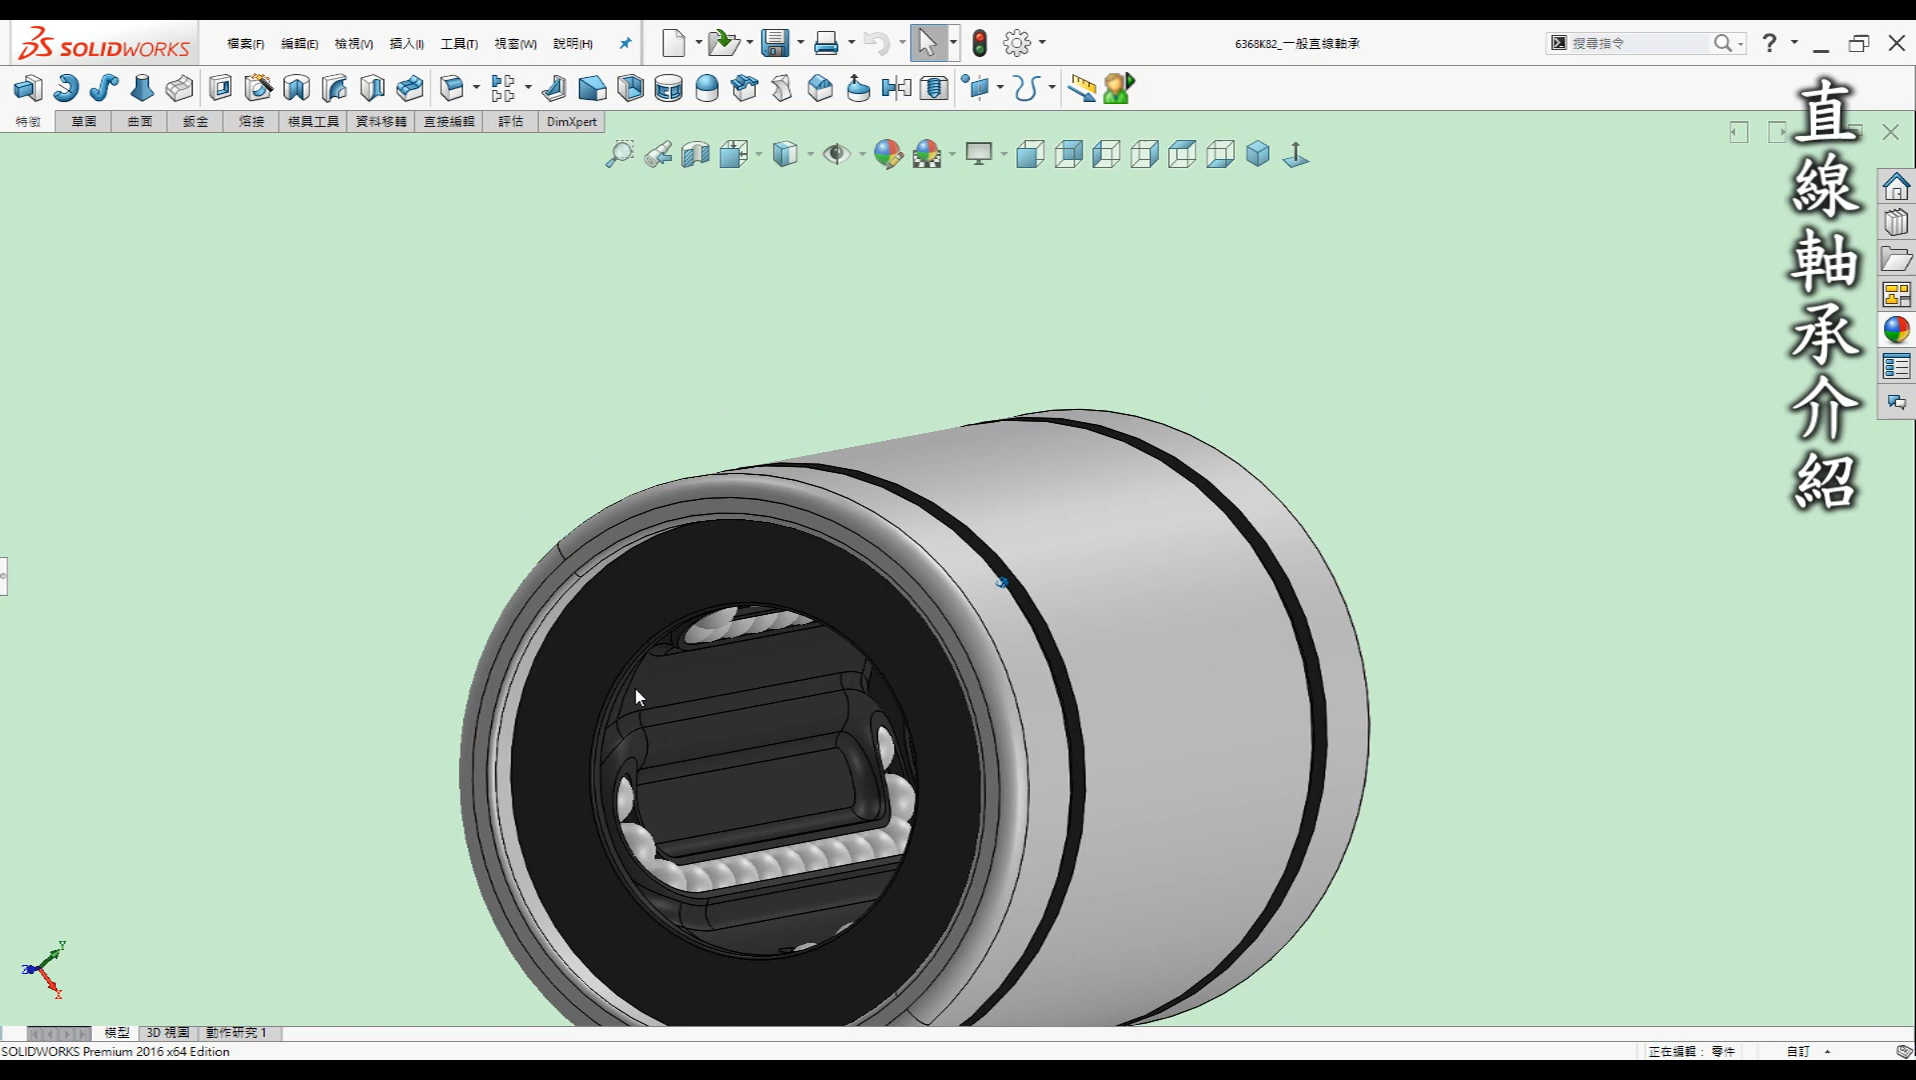 SOLIDWORKS
檔案(F) 編輯(E) 檢視(V) 插入(I) 工具(T) 視窗(W) 說明(H)
6368K82_一般直線軸承
搜尋指令
?
特徵 草圖 曲面 鈑金 熔接 模具工具 資料移轉 直接編輯 評估 DimXpert
直線軸承介紹
Y
Z
X
模型 3D 視圖 動作研究 1
SOLIDWORKS Premium 2016 x64 Edition
正在編輯： 零件 自訂